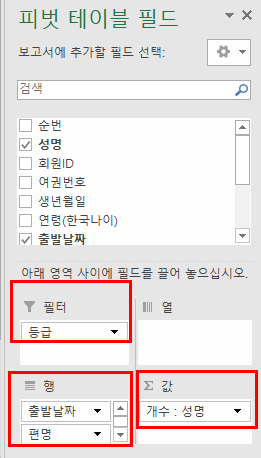 피벗 테이블 필드
보고서에 추가할 필드 선택:
검색
순번
성명
회원ID
여권번호
생년월일
연령(한국나이)
출발날짜
아래 영역 사이에 필드를 끌어 놓으십시오.
필터
열
등급
행
Σ 값
출발날짜
개수 : 성명
편명